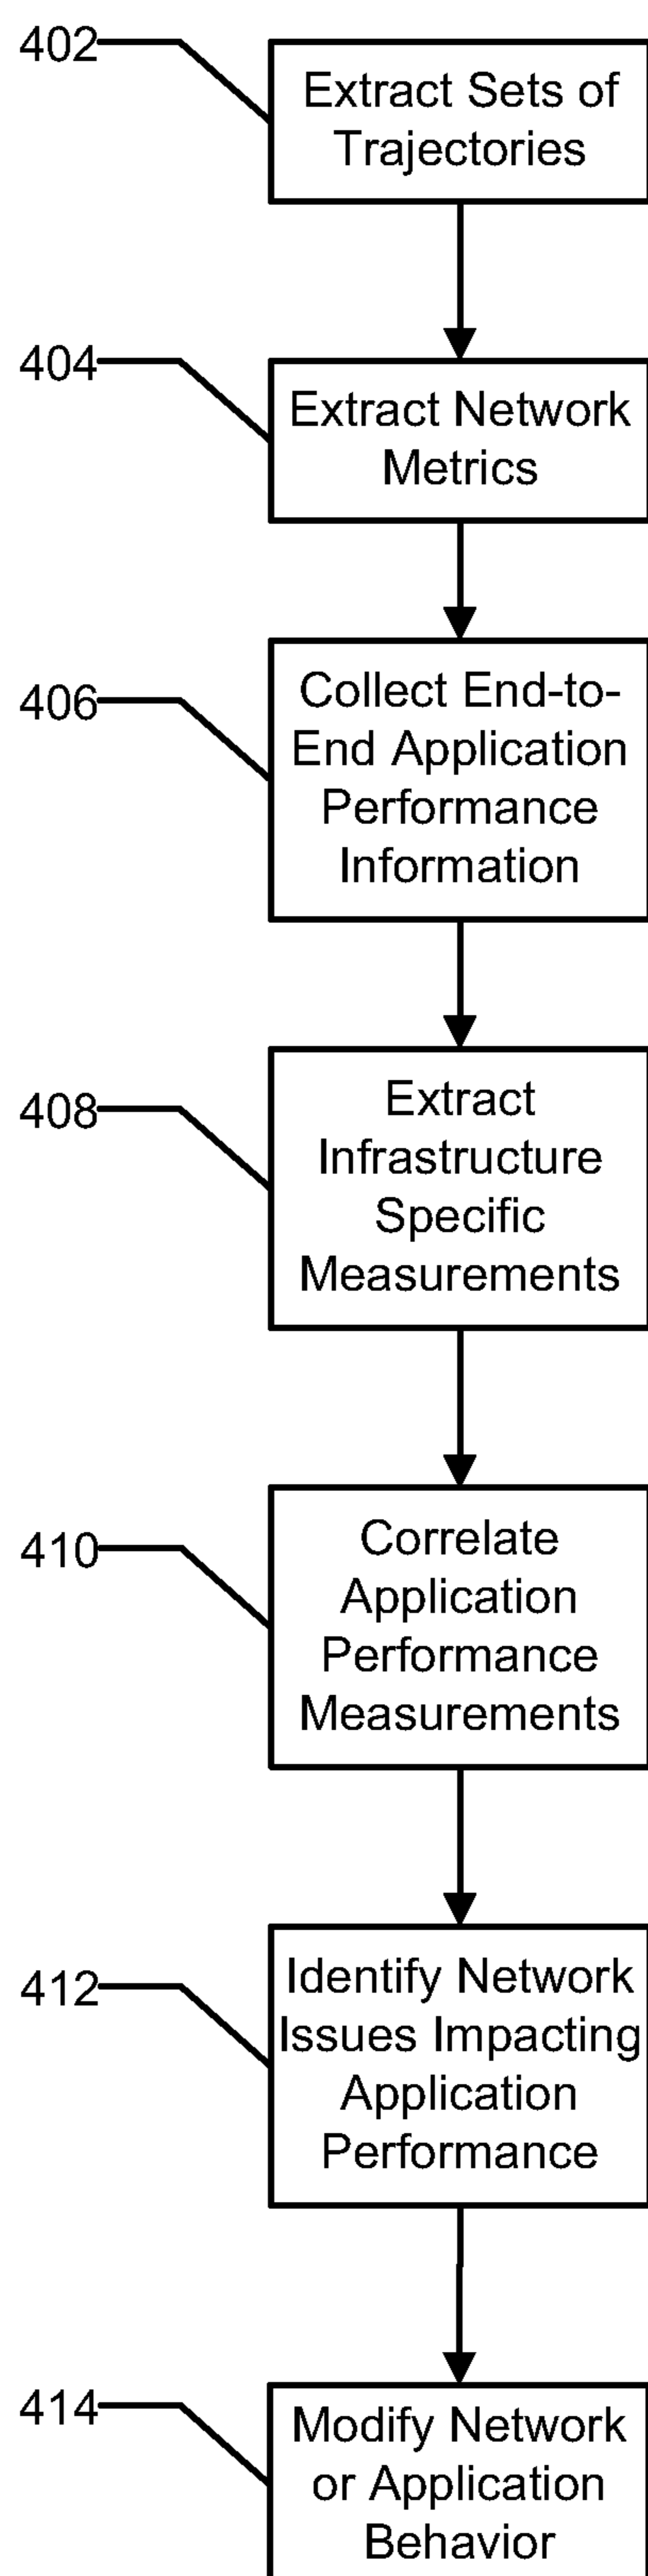 402
Extract Sets of
Trajectories
404
Extract Network
Metrics
406
Collect End-to-
End Application
Performance
Information
408
Extract
Infrastructure
Specific
Measurements
410
Correlate
Application
Performance
Measurements
412
Identify Network
Issues Impacting
Application
Performance
414
Modify Network
or Application
Behavior